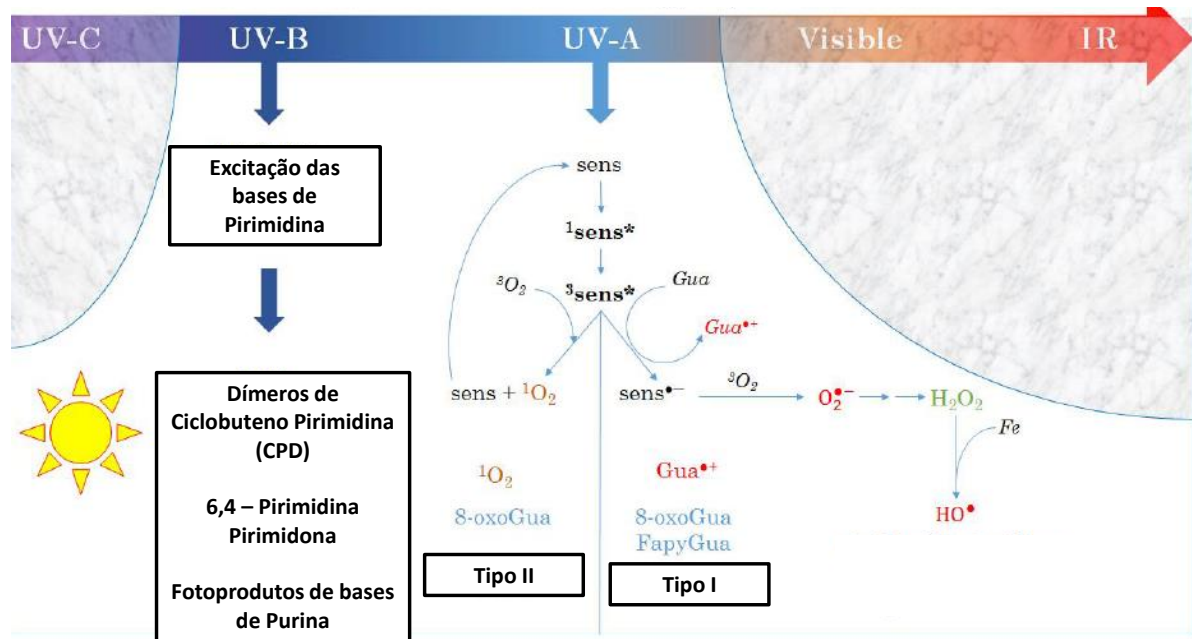 UV-C UV-B UV-A Visible IR
Excitação das
bases de
Pirimidina
Dímeros de
Ciclobuteno Pirimidina
(CPD)
6,4 – Pirimidina
Pirimidona
Fotoprodutos de bases
de Purina
sens
¹sens*
³O₂ ³sens* Gua
Gua•+
sens + ¹O₂ sens•− ³O₂ O₂•− H₂O₂
Fe
HO•
¹O₂
8-oxoGua
Tipo II
Gua•+
8-oxoGua
FapyGua
Tipo I